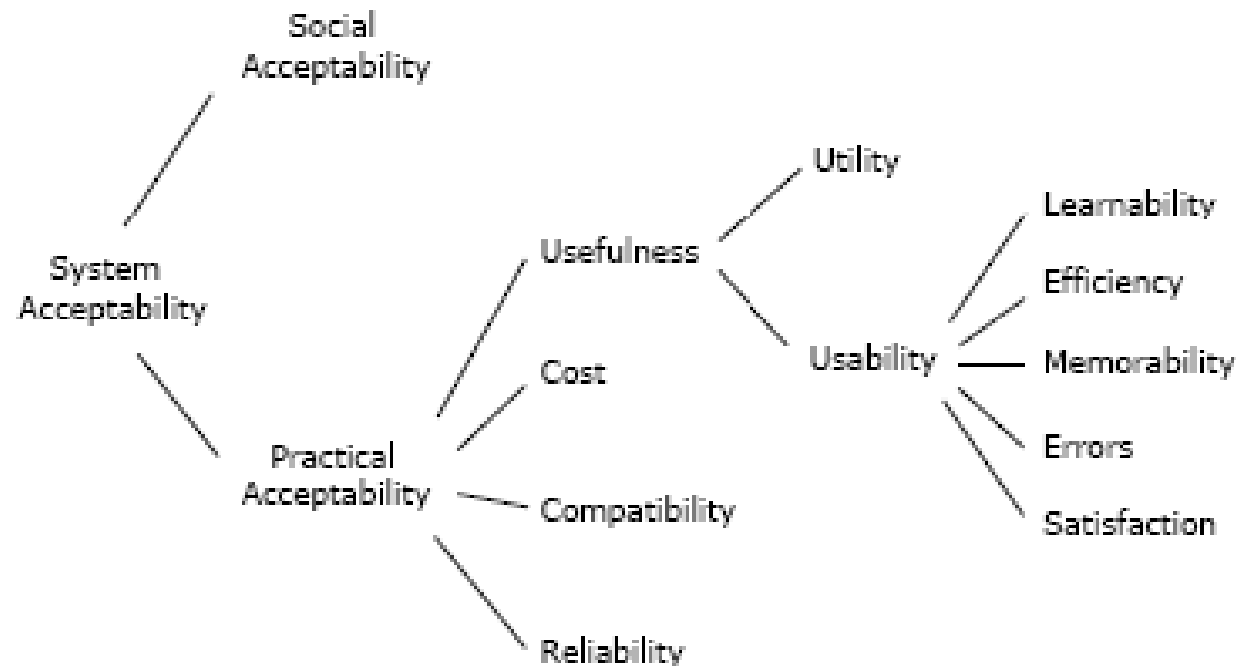 Social
Acceptability
Utility
Learnability
Usefulness
System
Acceptability
Efficiency
Usability
Memorability
Cost
Practical
Acceptability
Errors
Compatibility
Satisfaction
Reliability